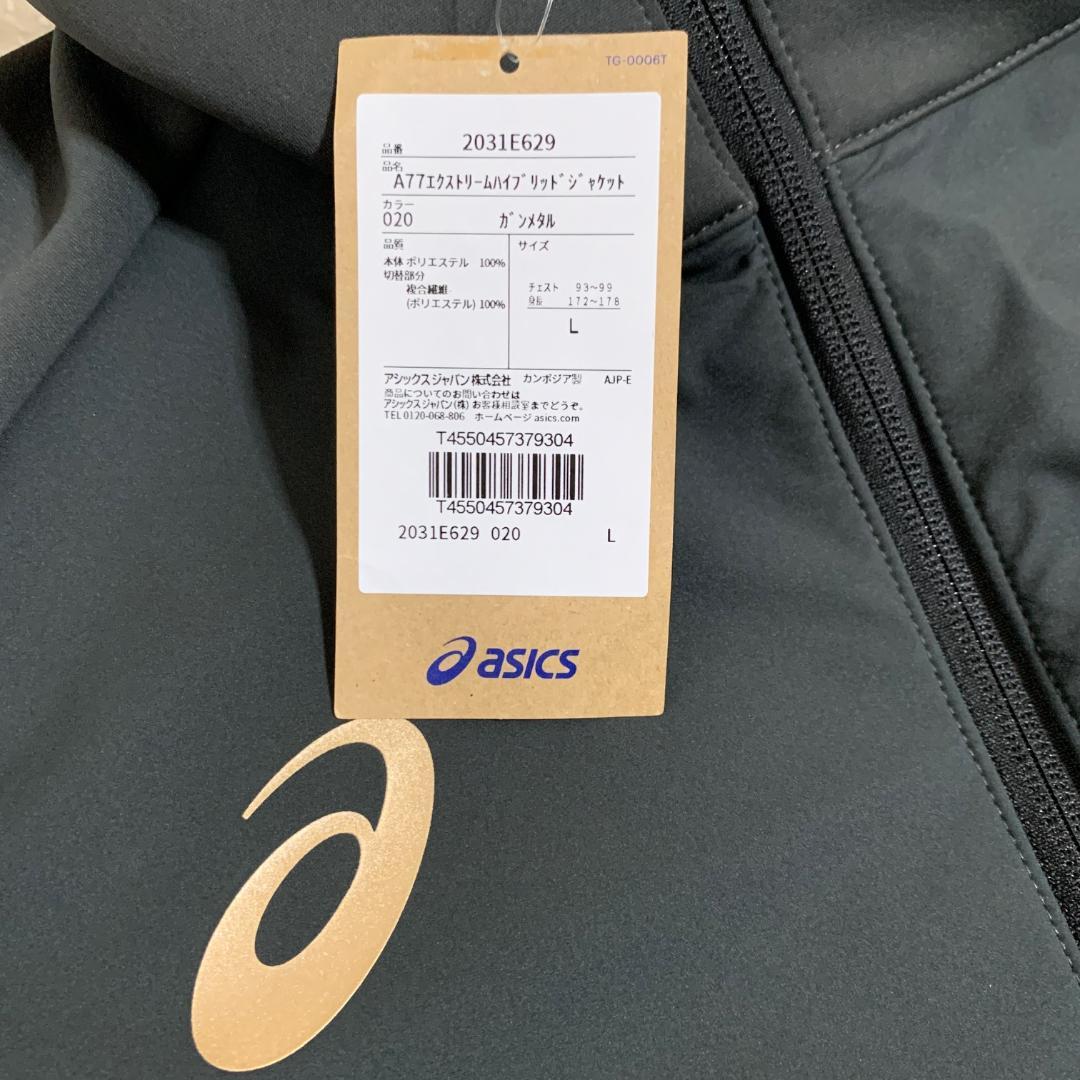 TG-0006T
品番 2031E629
品名
A77エクストリームハイブリッドジャケット
カラー
020 ガンメタル
品質
本体 ポリエステル 100%
切替部分
複合繊維
(ポリエステル) 100%
サイズ
チェスト 93~99
身長 172~178
L
アシックスジャパン株式会社 カンボジア製 AJP-E
商品についてのお問い合わせは
アシックスジャパン(株) お客様相談室までどうぞ。
TEL 0120-068-806 ホームページ asics.com
T4550457379304
T4550457379304
2031E629 020 L
asics